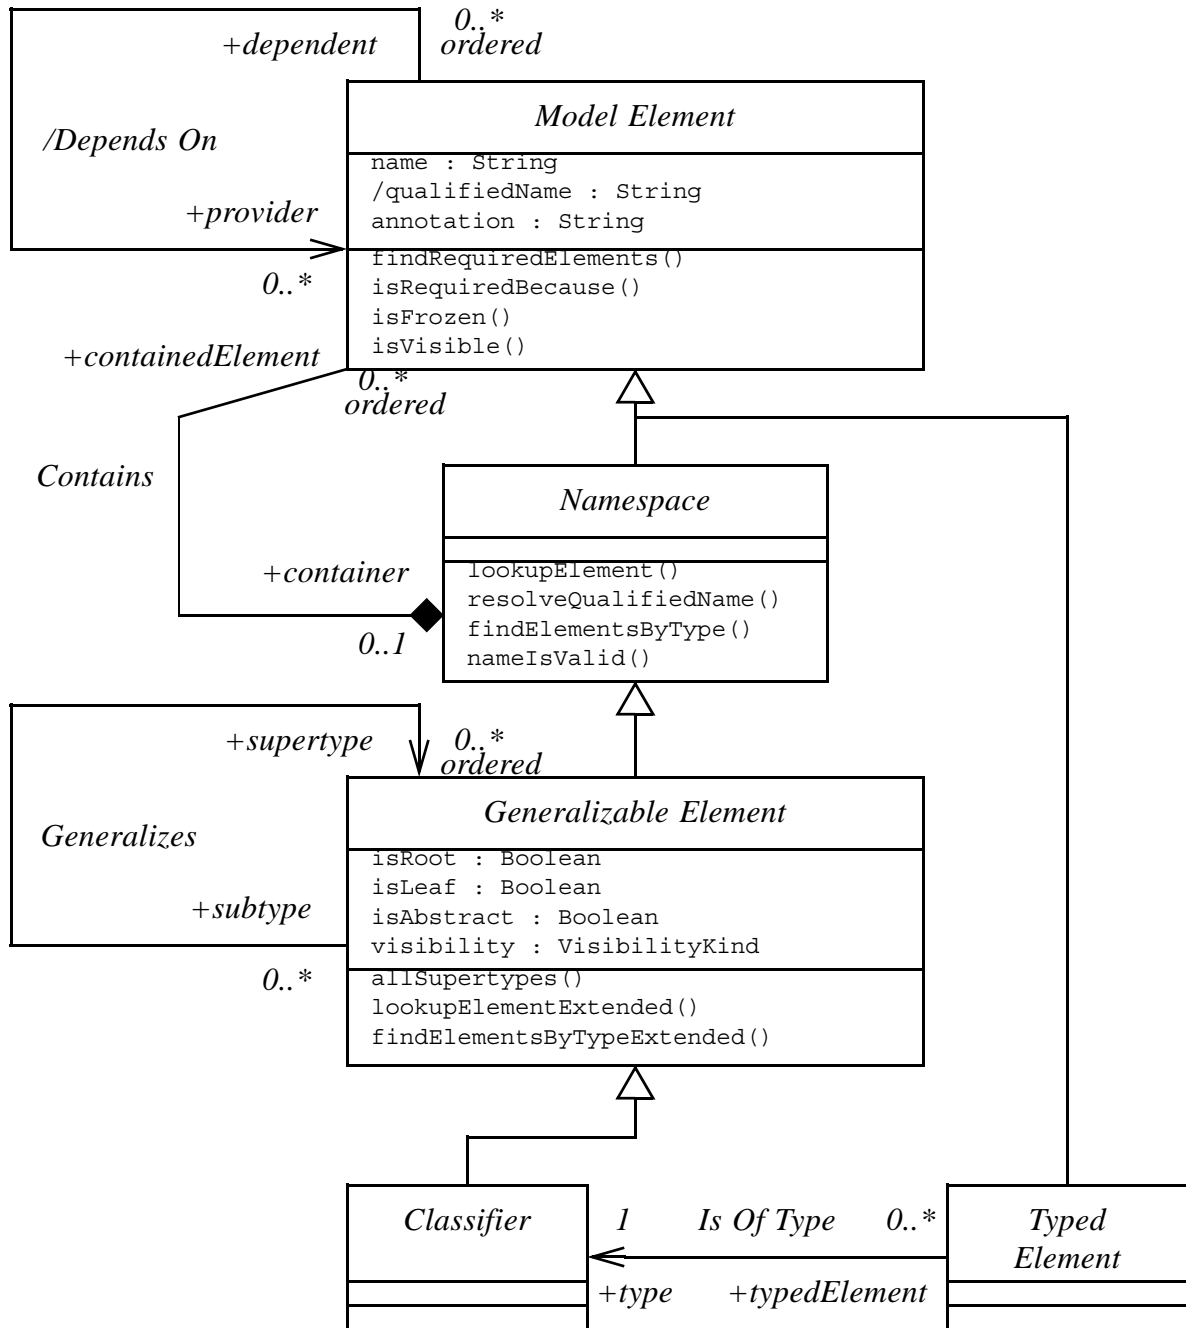 0..*
+dependent
ordered
Model Element
/Depends On
name : String
/qualifiedName : String
annotation : String
+provider
findRequiredElements()
0..*
isRequiredBecause()
isFrozen()
isVisible()
+containedElement
0..*
ordered
Contains
Namespace
+container
lookupElement()
resolveQualifiedName()
findElementsByType()
0..1
nameIsValid()
+supertype
0..*
ordered
Generalizable Element
Generalizes
isRoot : Boolean
isLeaf : Boolean
isAbstract : Boolean
visibility : VisibilityKind
+subtype
0..*
allSupertypes()
lookupElementExtended()
findElementsByTypeExtended()
Classifier
1
Is Of Type
0..*
Typed
Element
+type
+typedElement